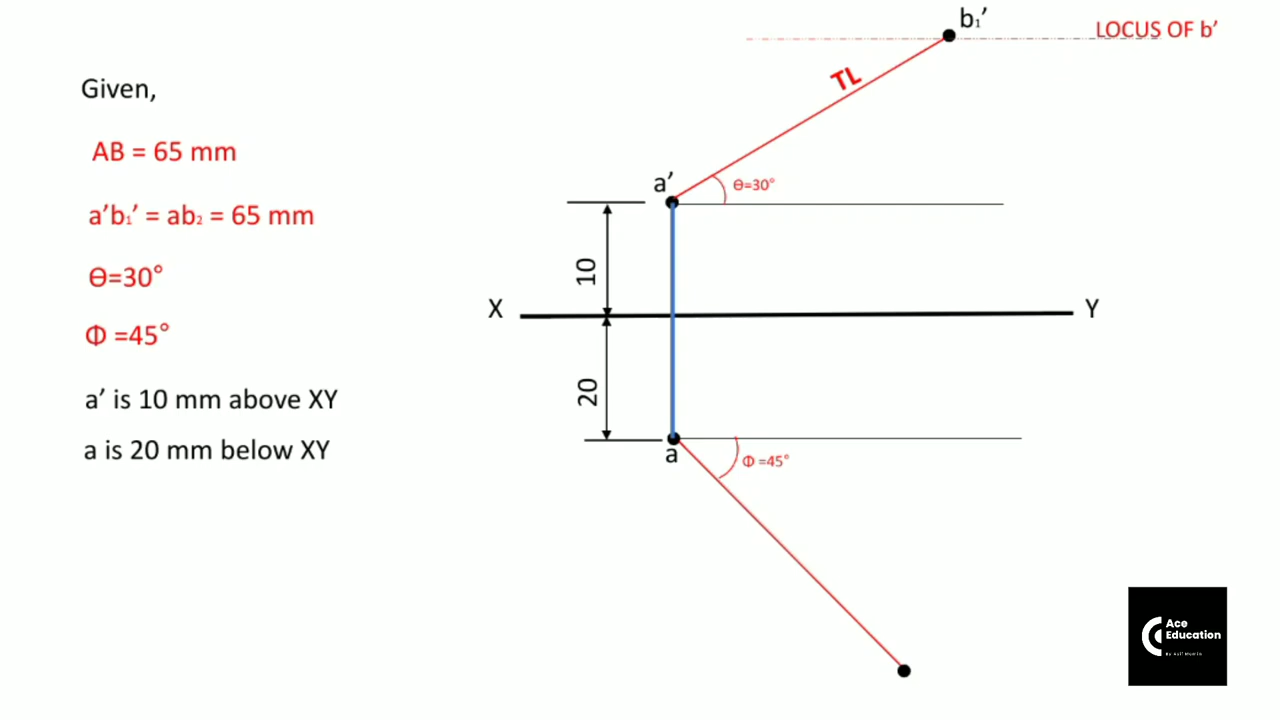 Given,
AB = 65 mm
a’b₁’ = ab₂ = 65 mm
Ɵ=30°
Φ =45°
a’ is 10 mm above XY
a is 20 mm below XY
b₁’
LOCUS OF b’
TL
a’
Ɵ=30°
10
X
Y
20
a
Φ =45°
Ace
Education